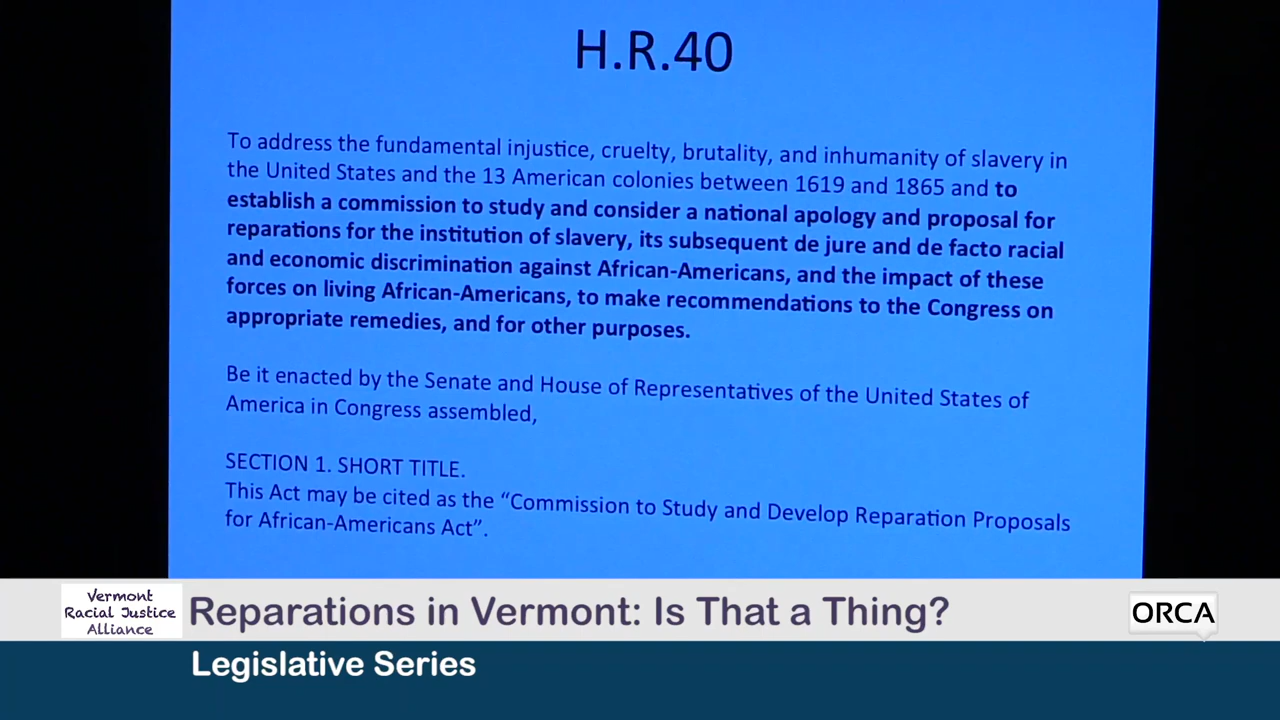 H.R.40
To address the fundamental injustice, cruelty, brutality, and inhumanity of slavery in
the United States and the 13 American colonies between 1619 and 1865 and to
establish a commission to study and consider a national apology and proposal for
reparations for the institution of slavery, its subsequent de jure and de facto racial
and economic discrimination against African-Americans, and the impact of these
forces on living African-Americans, to make recommendations to the Congress on
appropriate remedies, and for other purposes.
Be it enacted by the Senate and House of Representatives of the United States of
America in Congress assembled,
SECTION 1. SHORT TITLE.
This Act may be cited as the “Commission to Study and Develop Reparation Proposals
for African-Americans Act”.
Vermont
Racial Justice
Alliance
Reparations in Vermont: Is That a Thing?
ORCA
Legislative Series